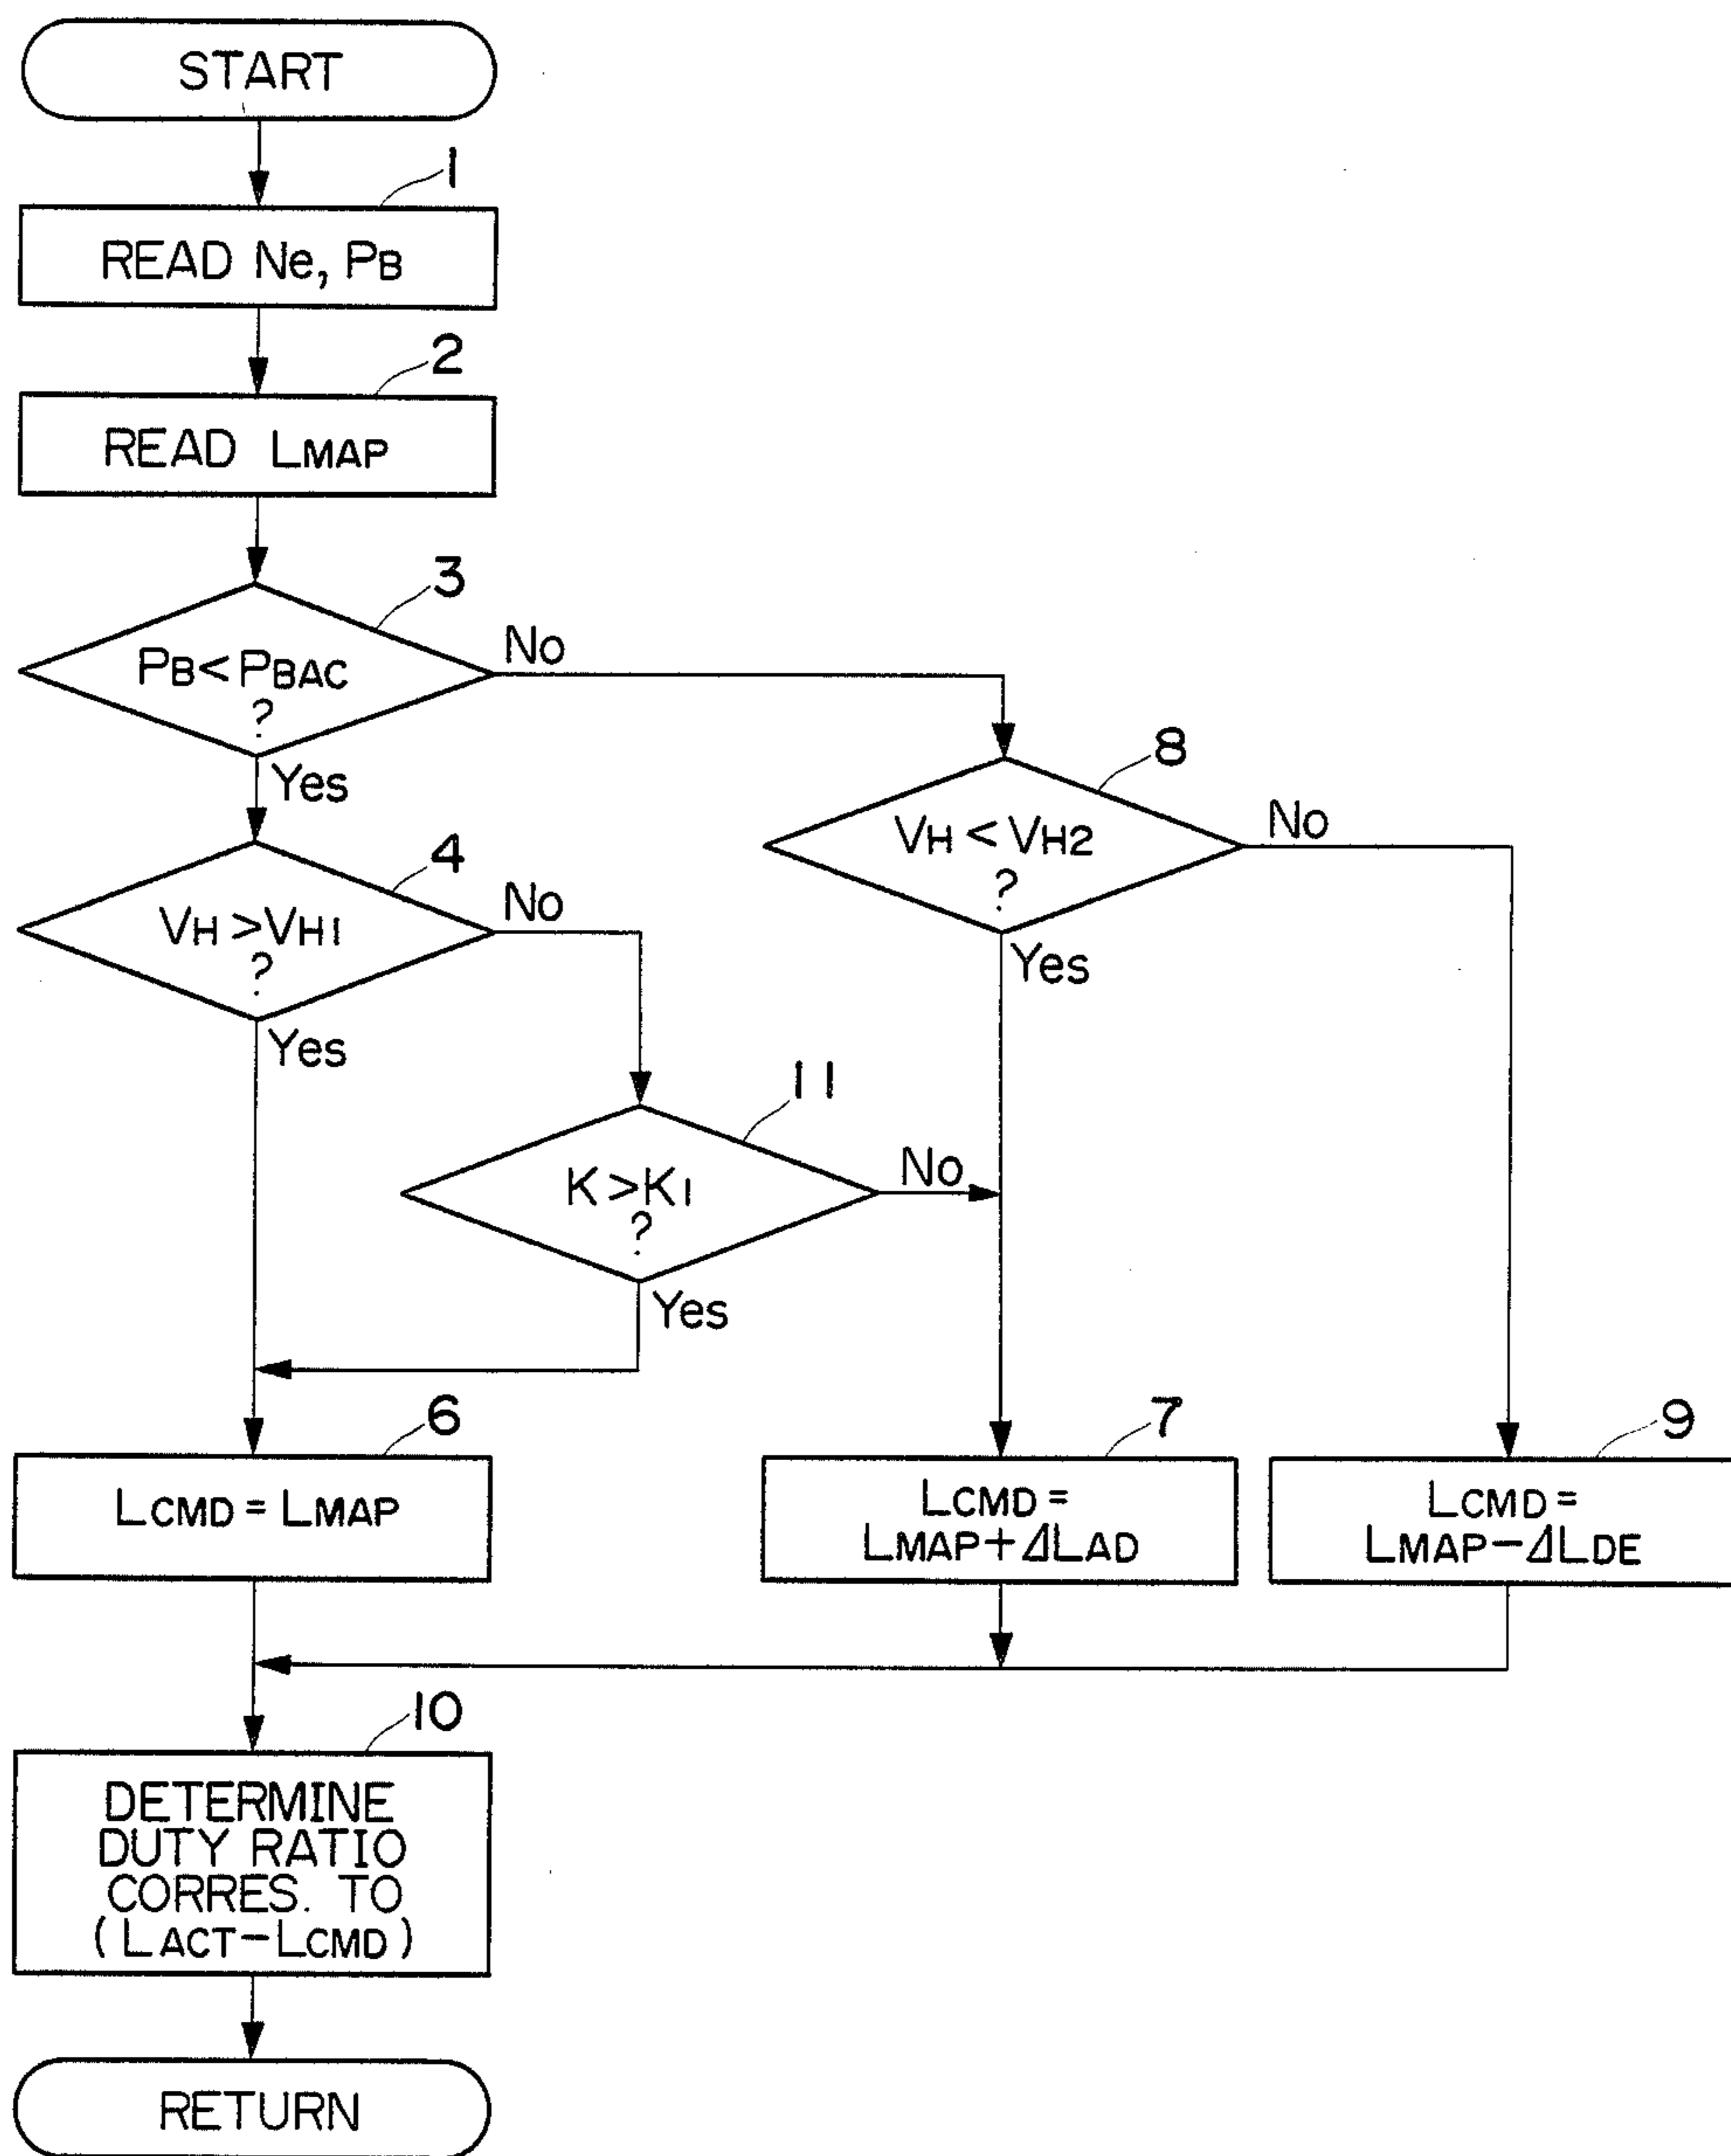 START
1
READ Ne, PB
2
READ LMAP
3
PB<PBAC
?
No
Yes
8
VH<VH2
?
No
Yes
4
VH>VH1
?
No
Yes
11
K>K1
?
No
Yes
6
LCMD=LMAP
7
LCMD=
LMAP+ΔLAD
9
LCMD=
LMAP-ΔLDE
10
DETERMINE
DUTY RATIO
CORRES. TO
(LACT-LCMD)
RETURN